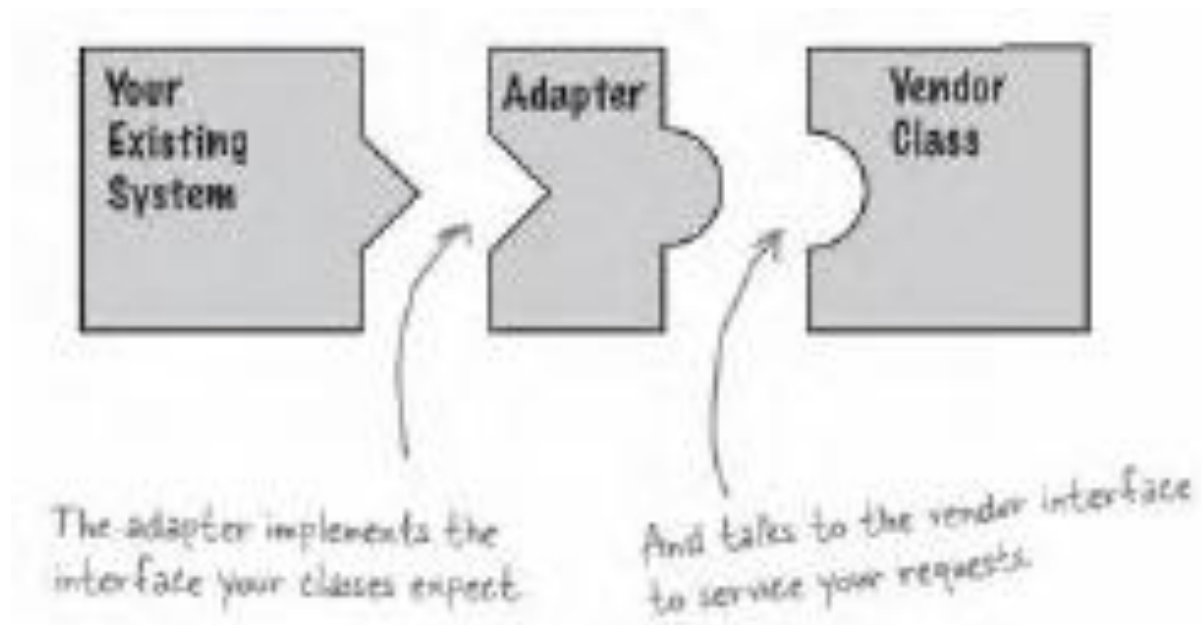 Your
Existing
System
Adapter
Vendor
Class
The adapter implements the
interface your classes expect
And talks to the vendor interface
to service your requests.